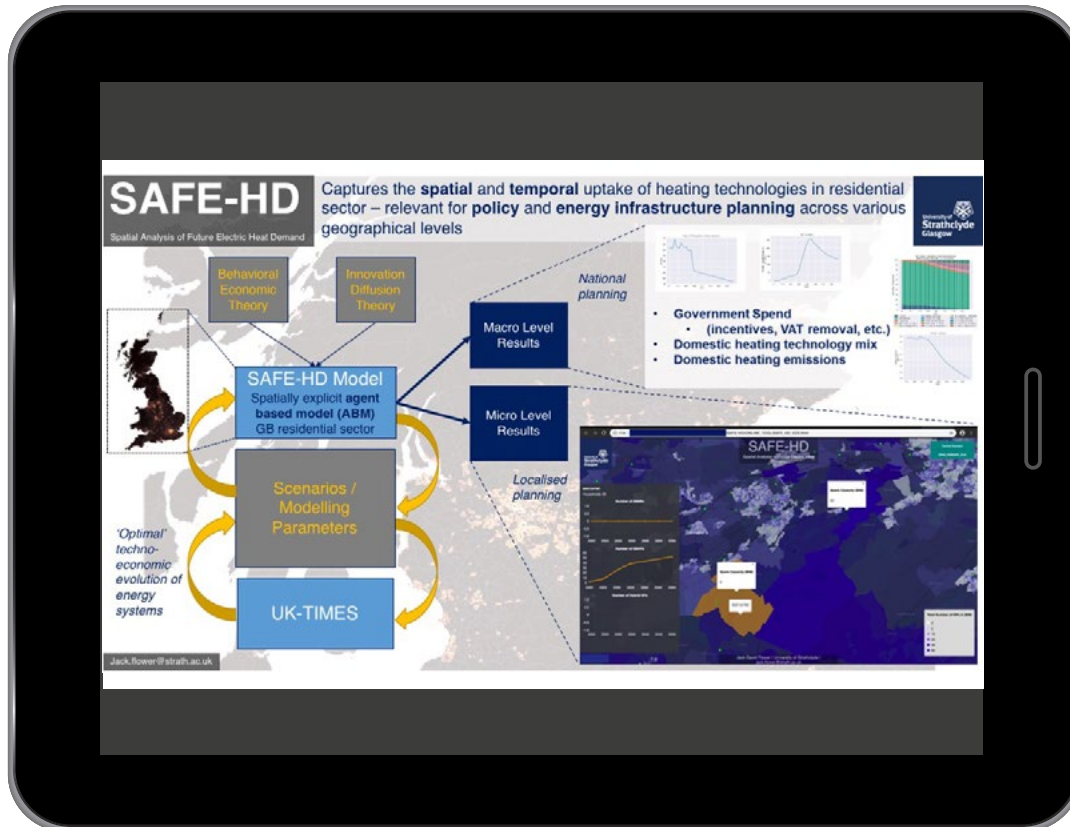 SAFE-HD
Spatial Analysis of Future Electric Heat Demand
Captures the spatial and temporal uptake of heating technologies in residential
sector – relevant for policy and energy infrastructure planning across various
geographical levels
University of
Strathclyde
Glasgow
Behavioral
Economic
Theory
Innovation
Diffusion
Theory
National
planning
Macro Level
Results
• Government Spend
• (incentives, VAT removal, etc.)
• Domestic heating technology mix
• Domestic heating emissions
SAFE-HD Model
Spatially explicit agent
based model (ABM)
GB residential sector
Micro Level
Results
Localised
planning
Scenarios /
Modelling
Parameters
'Optimal'
techno-
economic
evolution of
energy
systems
UK-TIMES
Jack.flower@strath.ac.uk
SAFE-HD
Strathclyde
Glasgow